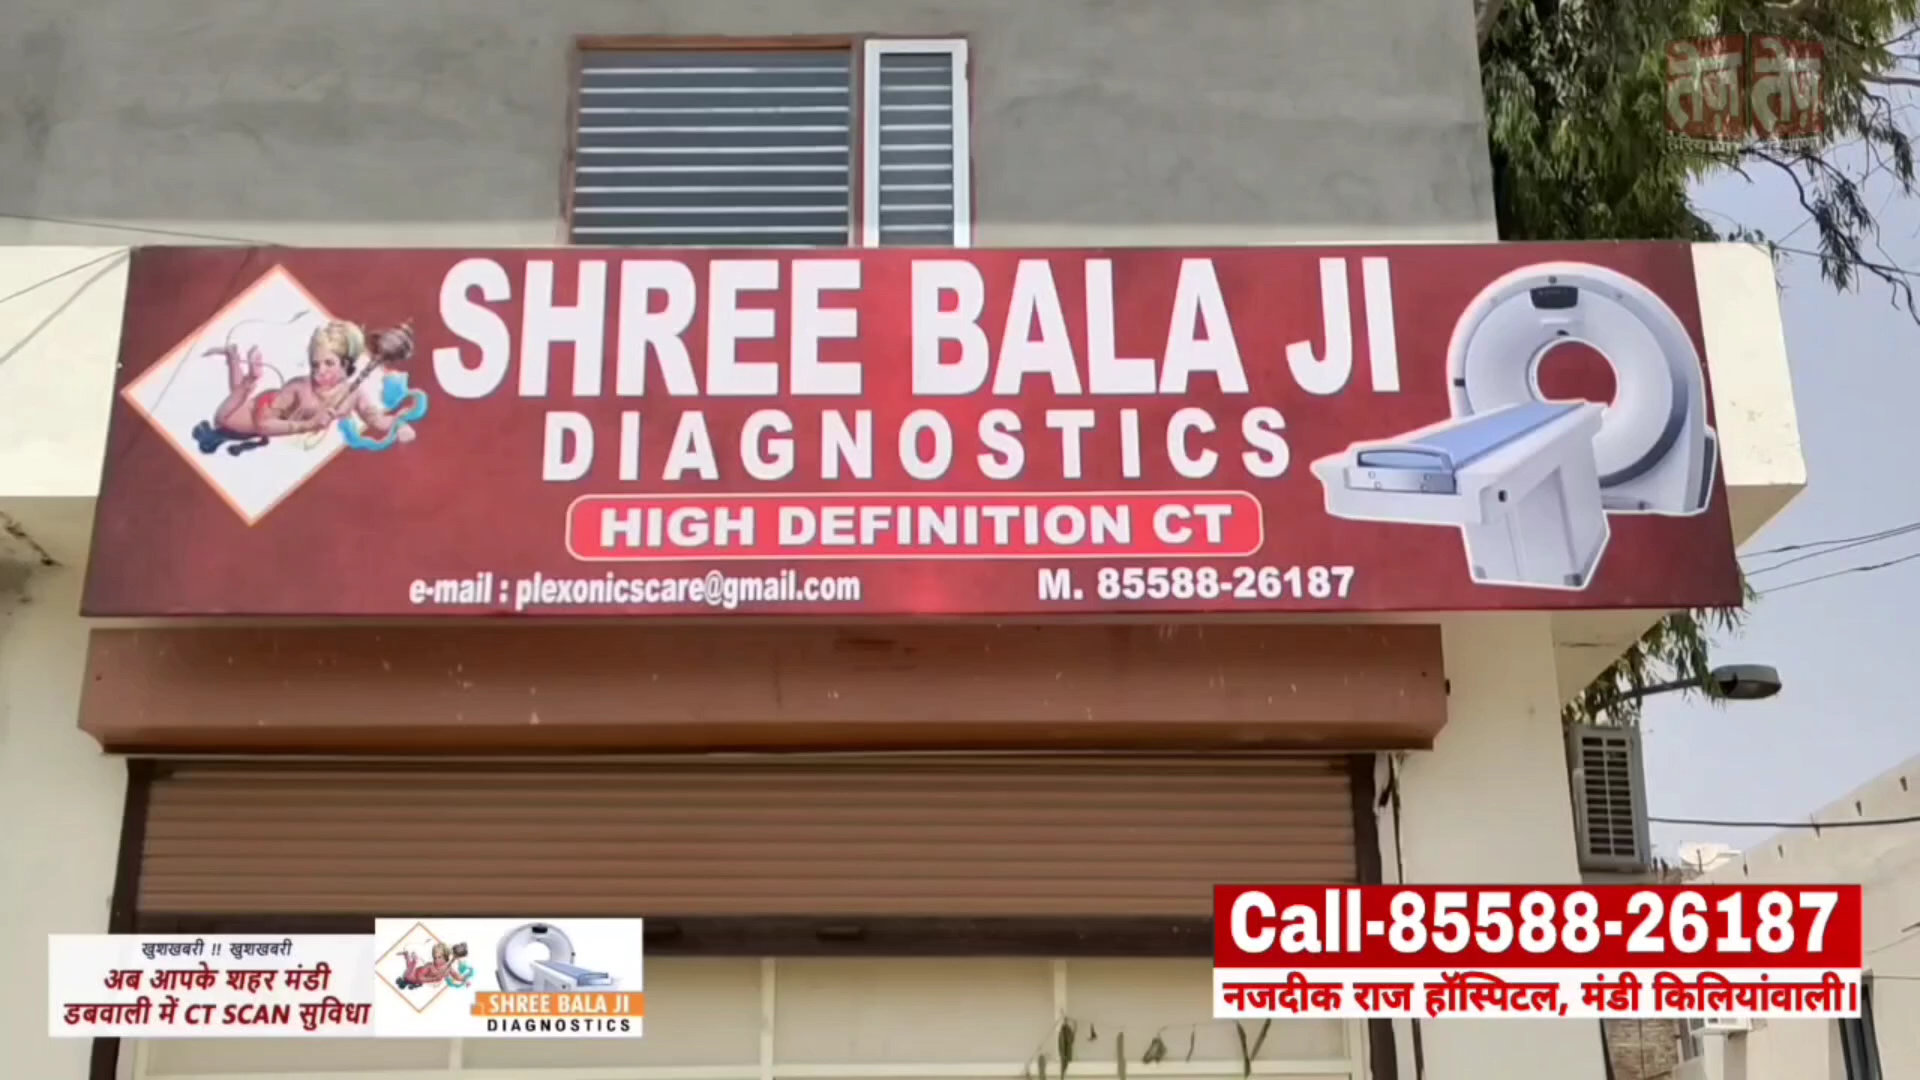 तेज़ तेज़
SHREE BALA JI
DIAGNOSTICS
HIGH DEFINITION CT
e-mail : plexonicscare@gmail.com
M. 85588-26187
खुशखबरी !! खुशखबरी
अब आपके शहर मंडी
डबवाली में CT SCAN सुविधा
SHREE BALA JI
DIAGNOSTICS
Call-85588-26187
नजदीक राज हॉस्पिटल, मंडी किलियांवाली।